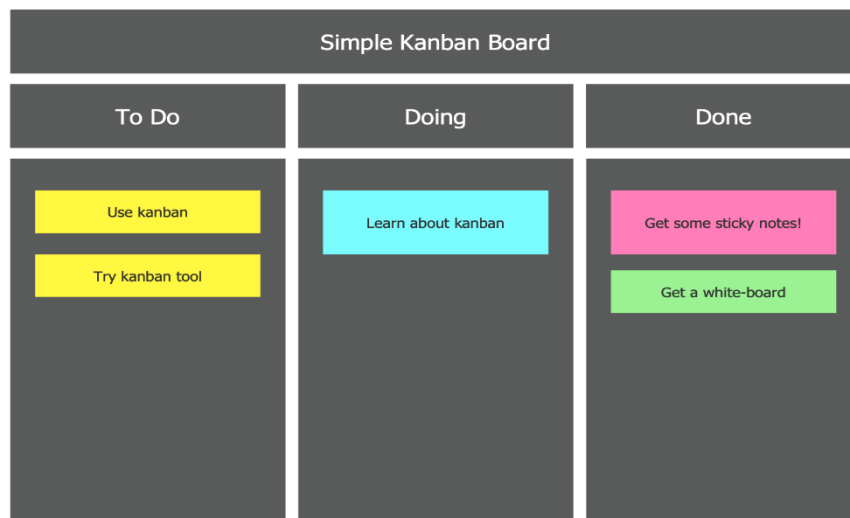 Simple Kanban Board
To Do
Doing
Done
Use kanban
Try kanban tool
Learn about kanban
Get some sticky notes!
Get a white-board